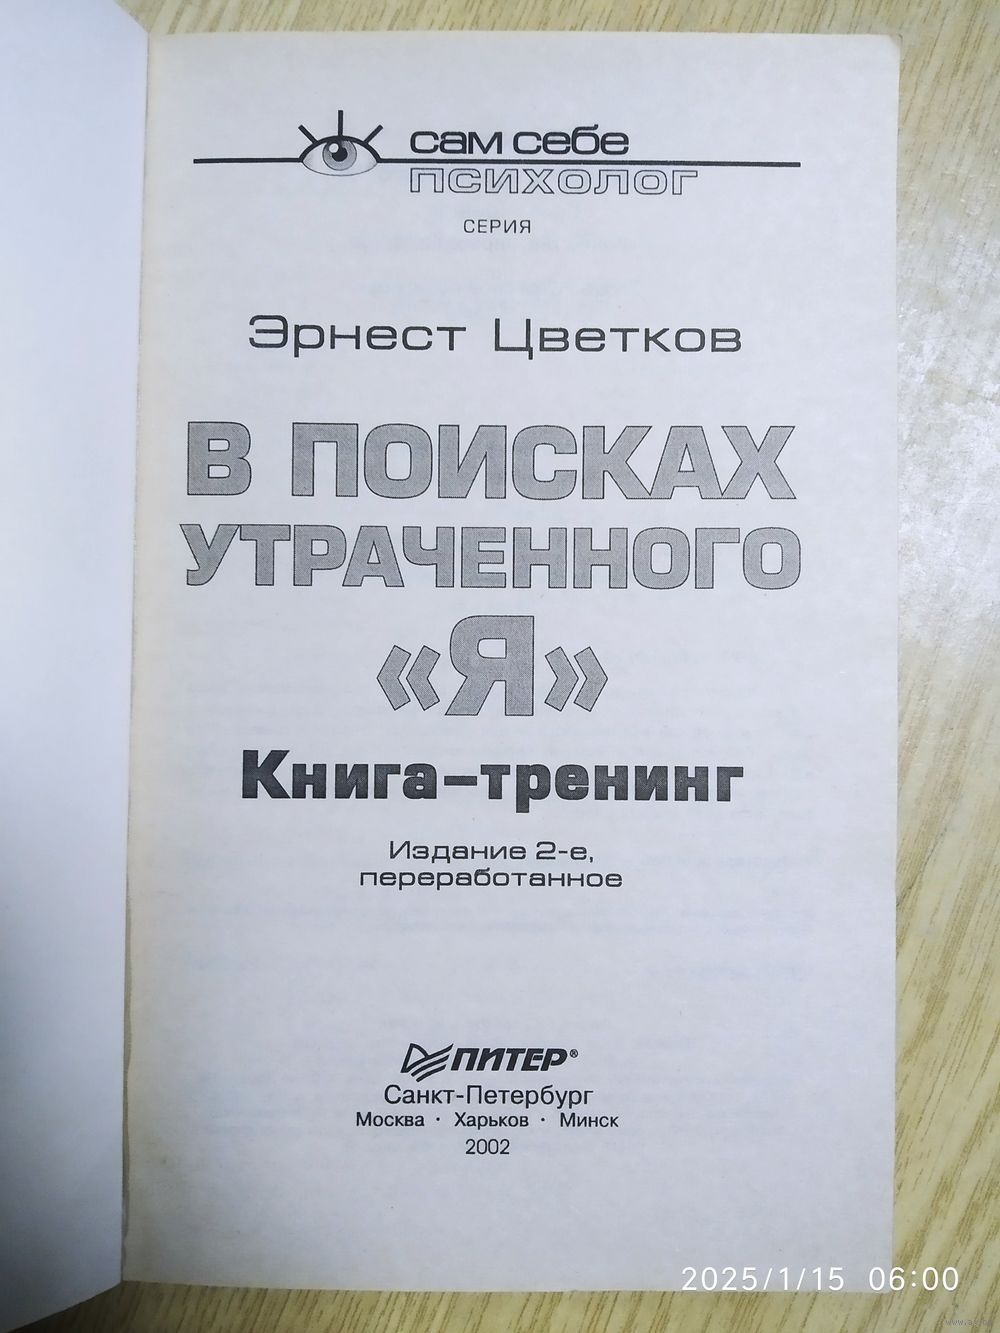 сам себе
психолог
СЕРИЯ
Эрнест Цветков
В ПОИСКАХ
УТРАЧЕННОГО
«Я»
Книга–тренинг
Издание 2-е,
переработанное
ПИТЕР®
Санкт-Петербург
Москва · Харьков · Минск
2002
2025/1/15 06:00